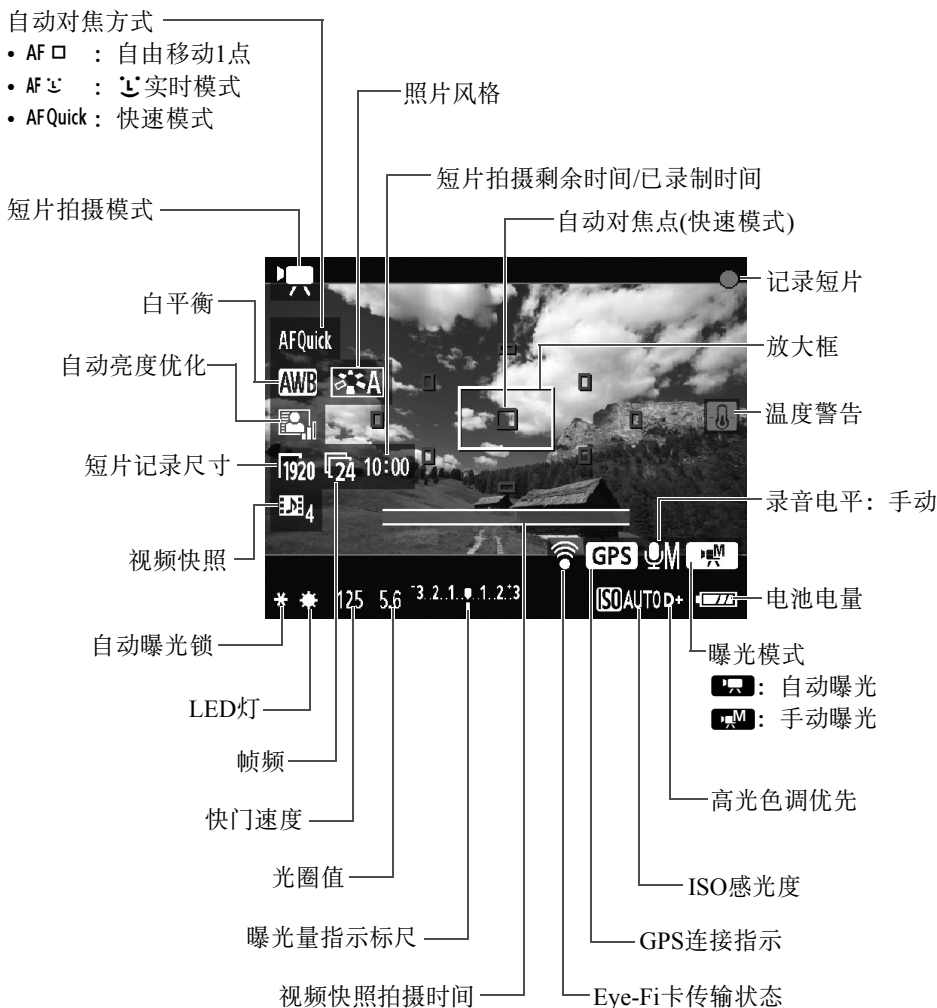 自动对焦方式
• AF □ ：自由移动1点
• AF ：实时模式
• AFQuick：快速模式
照片风格
短片拍摄剩余时间/已录制时间
自动对焦点(快速模式)
短片拍摄模式
记录短片
白平衡
放大框
自动亮度优化
温度警告
短片记录尺寸
录音电平：手动
视频快照
电池电量
AFQuick
AWB A
1920 24 10:00
4
GPS M M
125 5.6 -3..2..1..▼..1..2..+3 ISO AUTO D+
自动曝光锁
曝光模式
：自动曝光
M：手动曝光
LED灯
帧频
高光色调优先
快门速度
光圈值
ISO感光度
曝光量指示标尺
GPS连接指示
视频快照拍摄时间
Eye-Fi卡传输状态